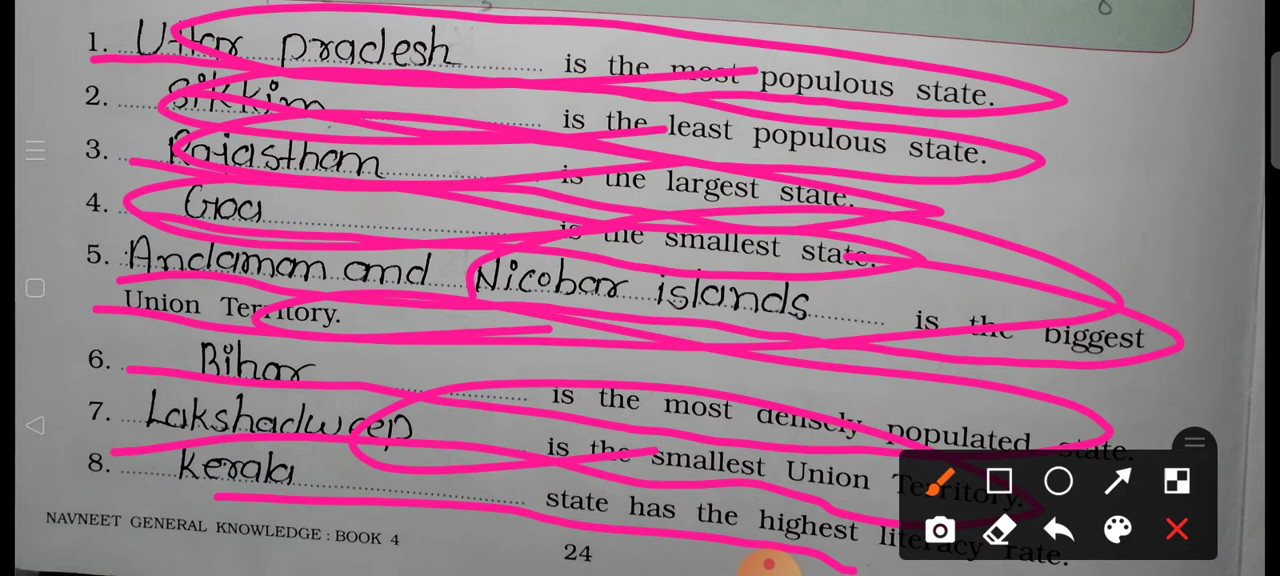 1. Uttar pradesh is the most populous state.
2. Sikkim is the least populous state.
3. Rajasthan is the largest state.
4. Goa is the smallest state.
5. Andaman and Nicobar islands is the biggest
Union Territory.
6. Bihar is the most densely populated state.
7. Lakshadweep is the smallest Union Territory.
8. Kerala state has the highest literacy rate.
NAVNEET GENERAL KNOWLEDGE : BOOK 4
24